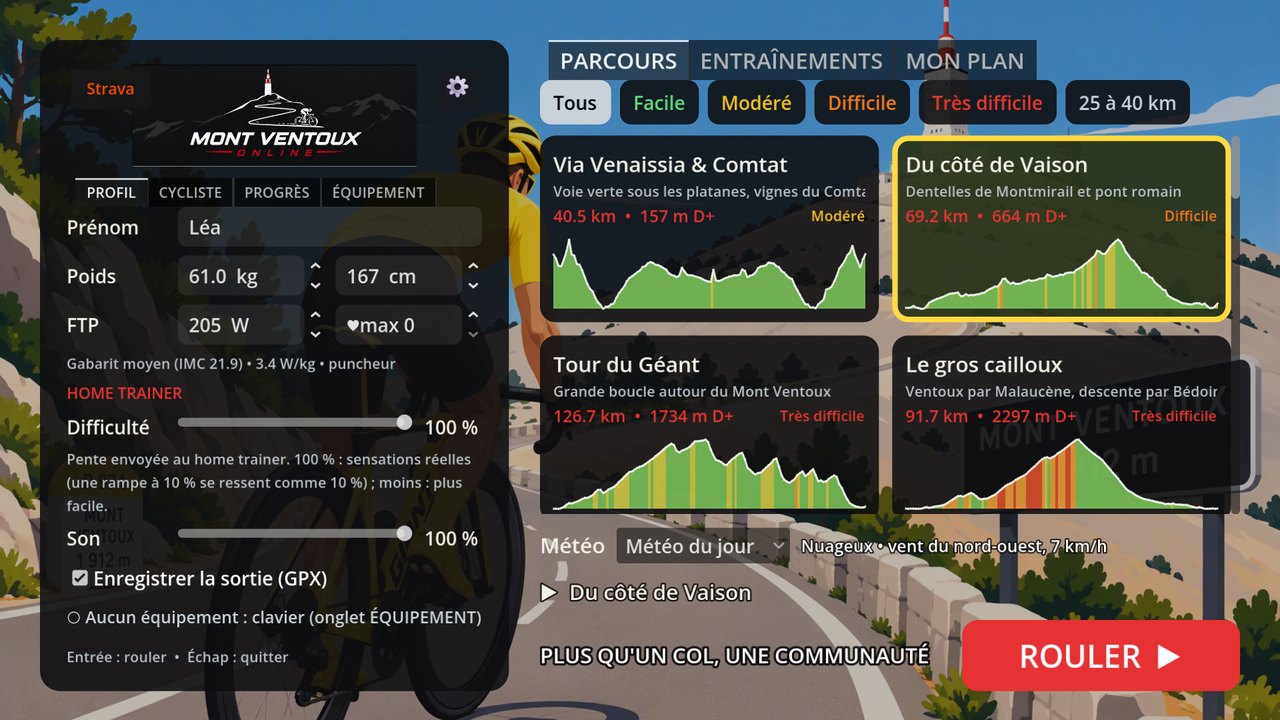 Strava
MONT VENTOUX
ONLINE
PROFIL
CYCLISTE
PROGRÈS
ÉQUIPEMENT
Prénom
Léa
Poids
61.0 kg
167 cm
FTP
205 W
♥max 0
Gabarit moyen (IMC 21.9) • 3.4 W/kg • puncheur
HOME TRAINER
Difficulté
100 %
Pente envoyée au home trainer. 100 % : sensations réelles
(une rampe à 10 % se ressent comme 10 %) ; moins : plus
facile.
MONT
VENTOUX
1 912 m
Son
100 %
Enregistrer la sortie (GPX)
Aucun équipement : clavier (onglet ÉQUIPEMENT)
Entrée : rouler • Échap : quitter
PARCOURS
ENTRAÎNEMENTS
MON PLAN
Tous
Facile
Modéré
Difficile
Très difficile
25 à 40 km
Via Venaissia & Comtat
Voie verte sous les platanes, vignes du Comta
40.5 km • 157 m D+
Modéré
Du côté de Vaison
Dentelles de Montmirail et pont romain
69.2 km • 664 m D+
Difficile
Tour du Géant
Grande boucle autour du Mont Ventoux
126.7 km • 1734 m D+
Très difficile
Le gros cailloux
Ventoux par Malaucène, descente par Bédoin
91.7 km • 2297 m D+
Très difficile
MONT VENTOUX
2 m
Météo
Météo du jour
Nuageux • vent du nord-ouest, 7 km/h
Du côté de Vaison
PLUS QU'UN COL, UNE COMMUNAUTÉ
ROULER